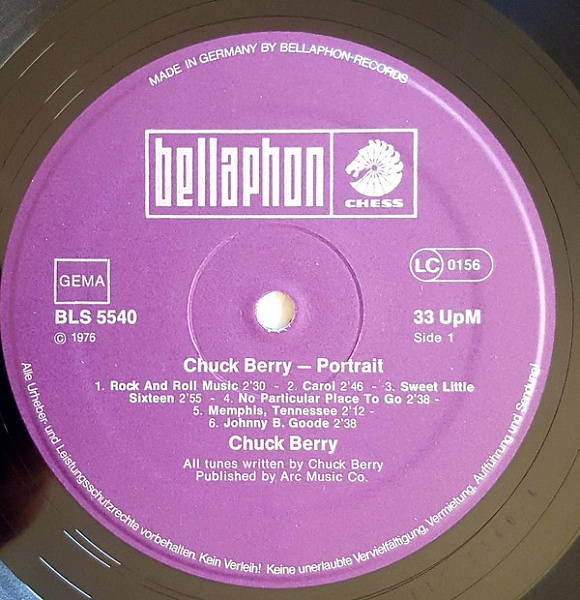 MADE IN GERMANY BY BELLAPHON-RECORDS
bellaphon
CHESS
GEMA
LC 0156
BLS 5540
33 UpM
© 1976
Side 1
Chuck Berry – Portrait
1. Rock And Roll Music 2'30 - 2. Carol 2'46 - 3. Sweet Little
Sixteen 2'55 - 4. No Particular Place To Go 2'38 -
5. Memphis, Tennessee 2'12 -
6. Johnny B. Goode 2'38
Chuck Berry
All tunes written by Chuck Berry
Published by Arc Music Co.
Alle Urheber- und Leistungsschutzrechte vorbehalten. Kein Verleih! Keine unerlaubte Vervielfältigung, Vermietung, Aufführung und Sendung!